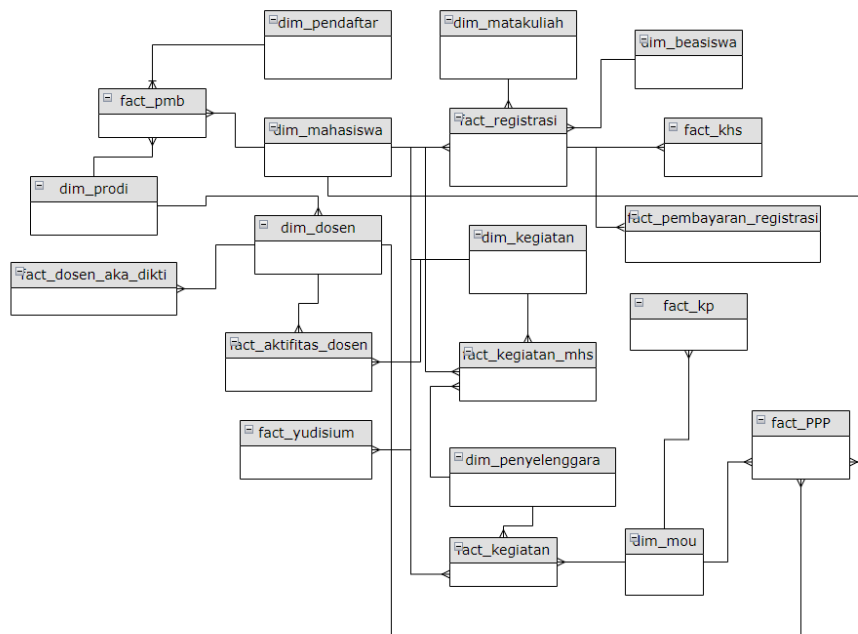 dim_pendaftar
dim_matakuliah
dim_beasiswa
fact_pmb
dim_mahasiswa
fact_registrasi
fact_khs
dim_prodi
dim_dosen
fact_pembayaran_registrasi
dim_kegiatan
fact_dosen_aka_dikti
fact_kp
fact_aktifitas_dosen
fact_kegiatan_mhs
fact_PPP
fact_yudisium
dim_penyelenggara
fact_kegiatan
dim_mou